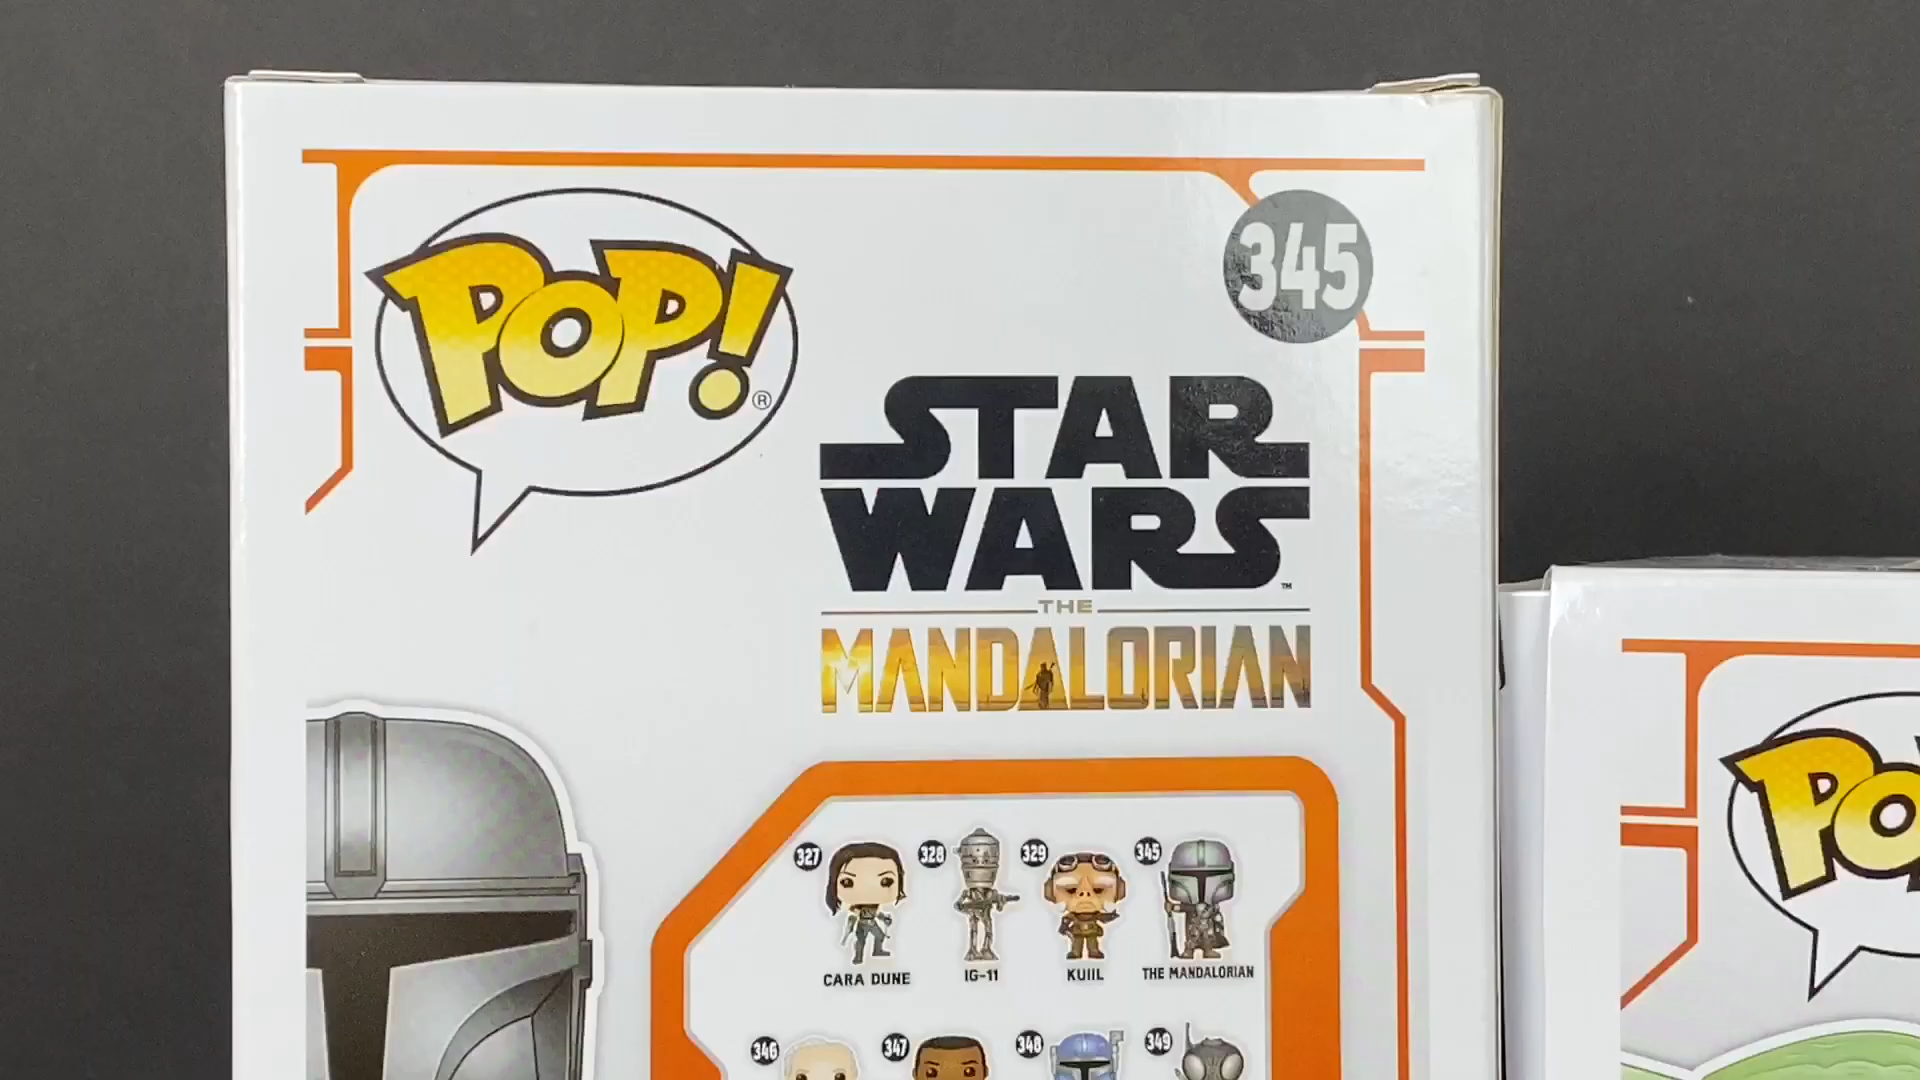 POP!®
345
STAR
WARS™
THE
MANDALORIAN
327
328
329
345
CARA DUNE
IG-11
KUIIL
THE MANDALORIAN
346
347
348
349